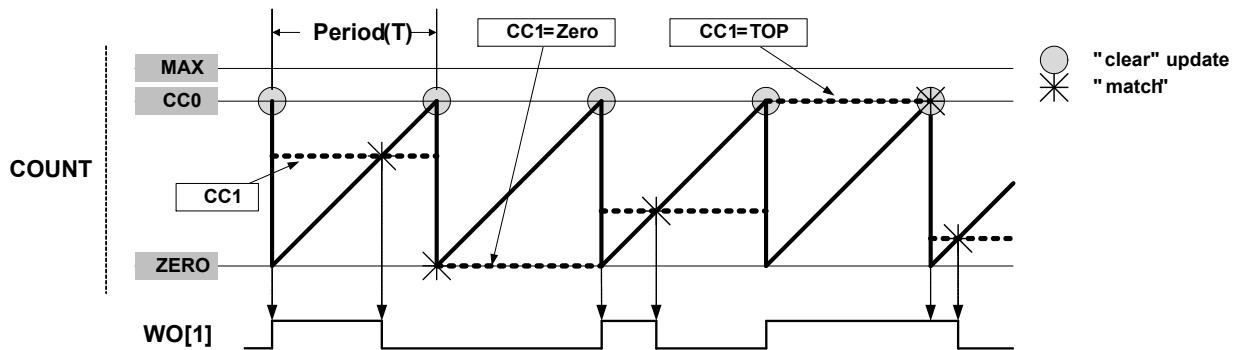 Period(T)
CC1=Zero
CC1=TOP
"clear" update
"match"
MAX
CC0
COUNT
CC1
ZERO
WO[1]